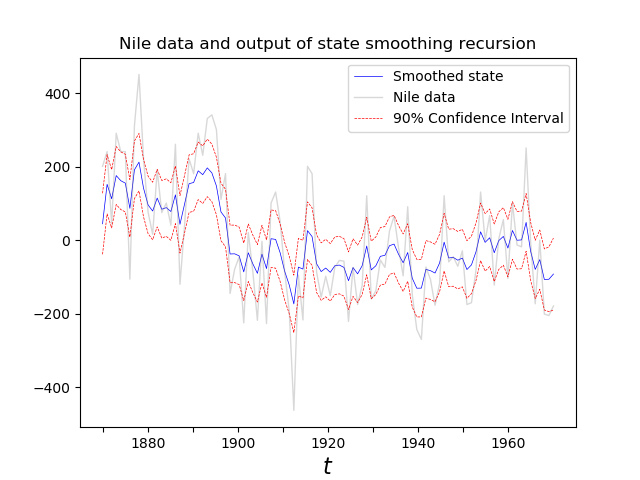 Nile data and output of state smoothing recursion
Smoothed state
Nile data
90% Confidence Interval
400
200
0
−200
−400
1880 1900 1920 1940 1960
t